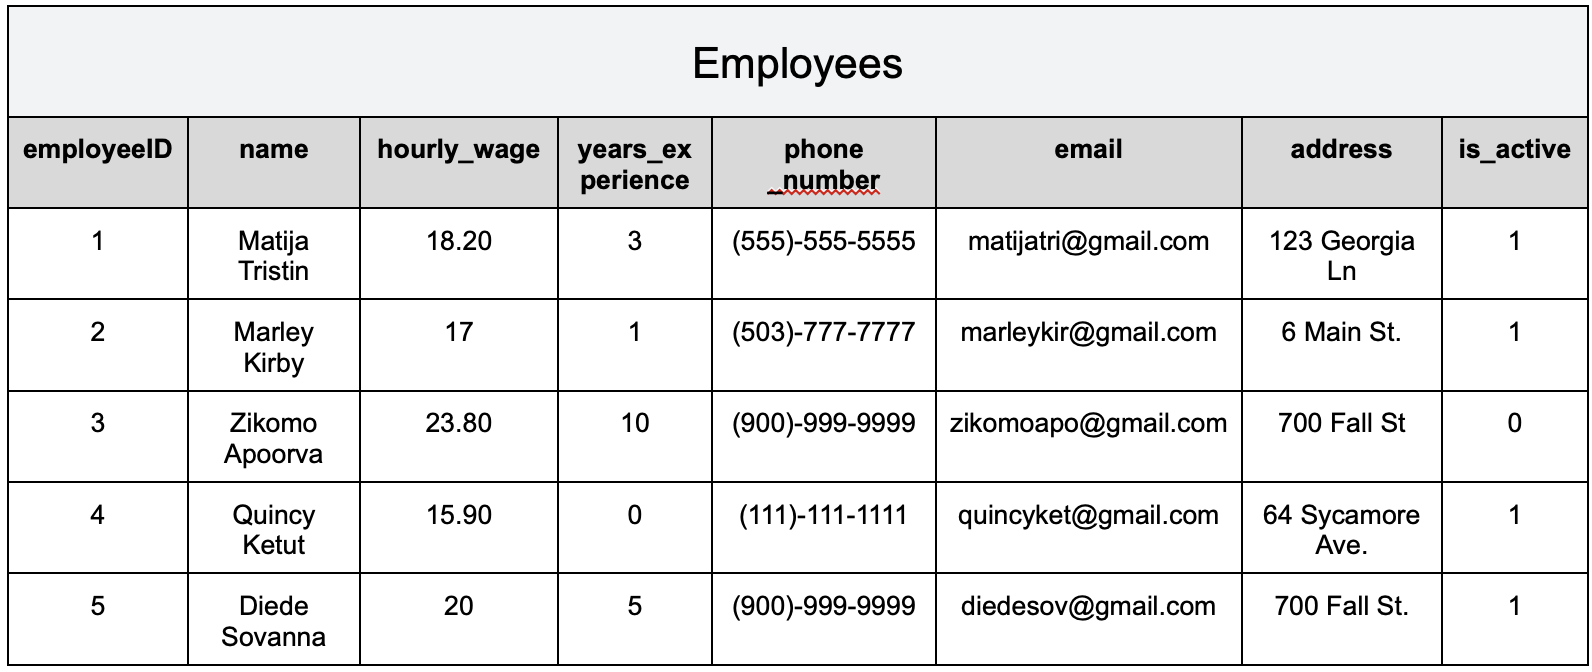 Employees
employeeID name hourly_wage years_ex phone email address is_active
perience _number
1 Matija 18.20 3 (555)-555-5555 matijatri@gmail.com 123 Georgia 1
Tristin Ln
2 Marley 17 1 (503)-777-7777 marleykir@gmail.com 6 Main St. 1
Kirby
3 Zikomo 23.80 10 (900)-999-9999 zikomoapo@gmail.com 700 Fall St 0
Apoorva
4 Quincy 15.90 0 (111)-111-1111 quincyket@gmail.com 64 Sycamore 1
Ketut Ave.
5 Diede 20 5 (900)-999-9999 diedesov@gmail.com 700 Fall St. 1
Sovanna